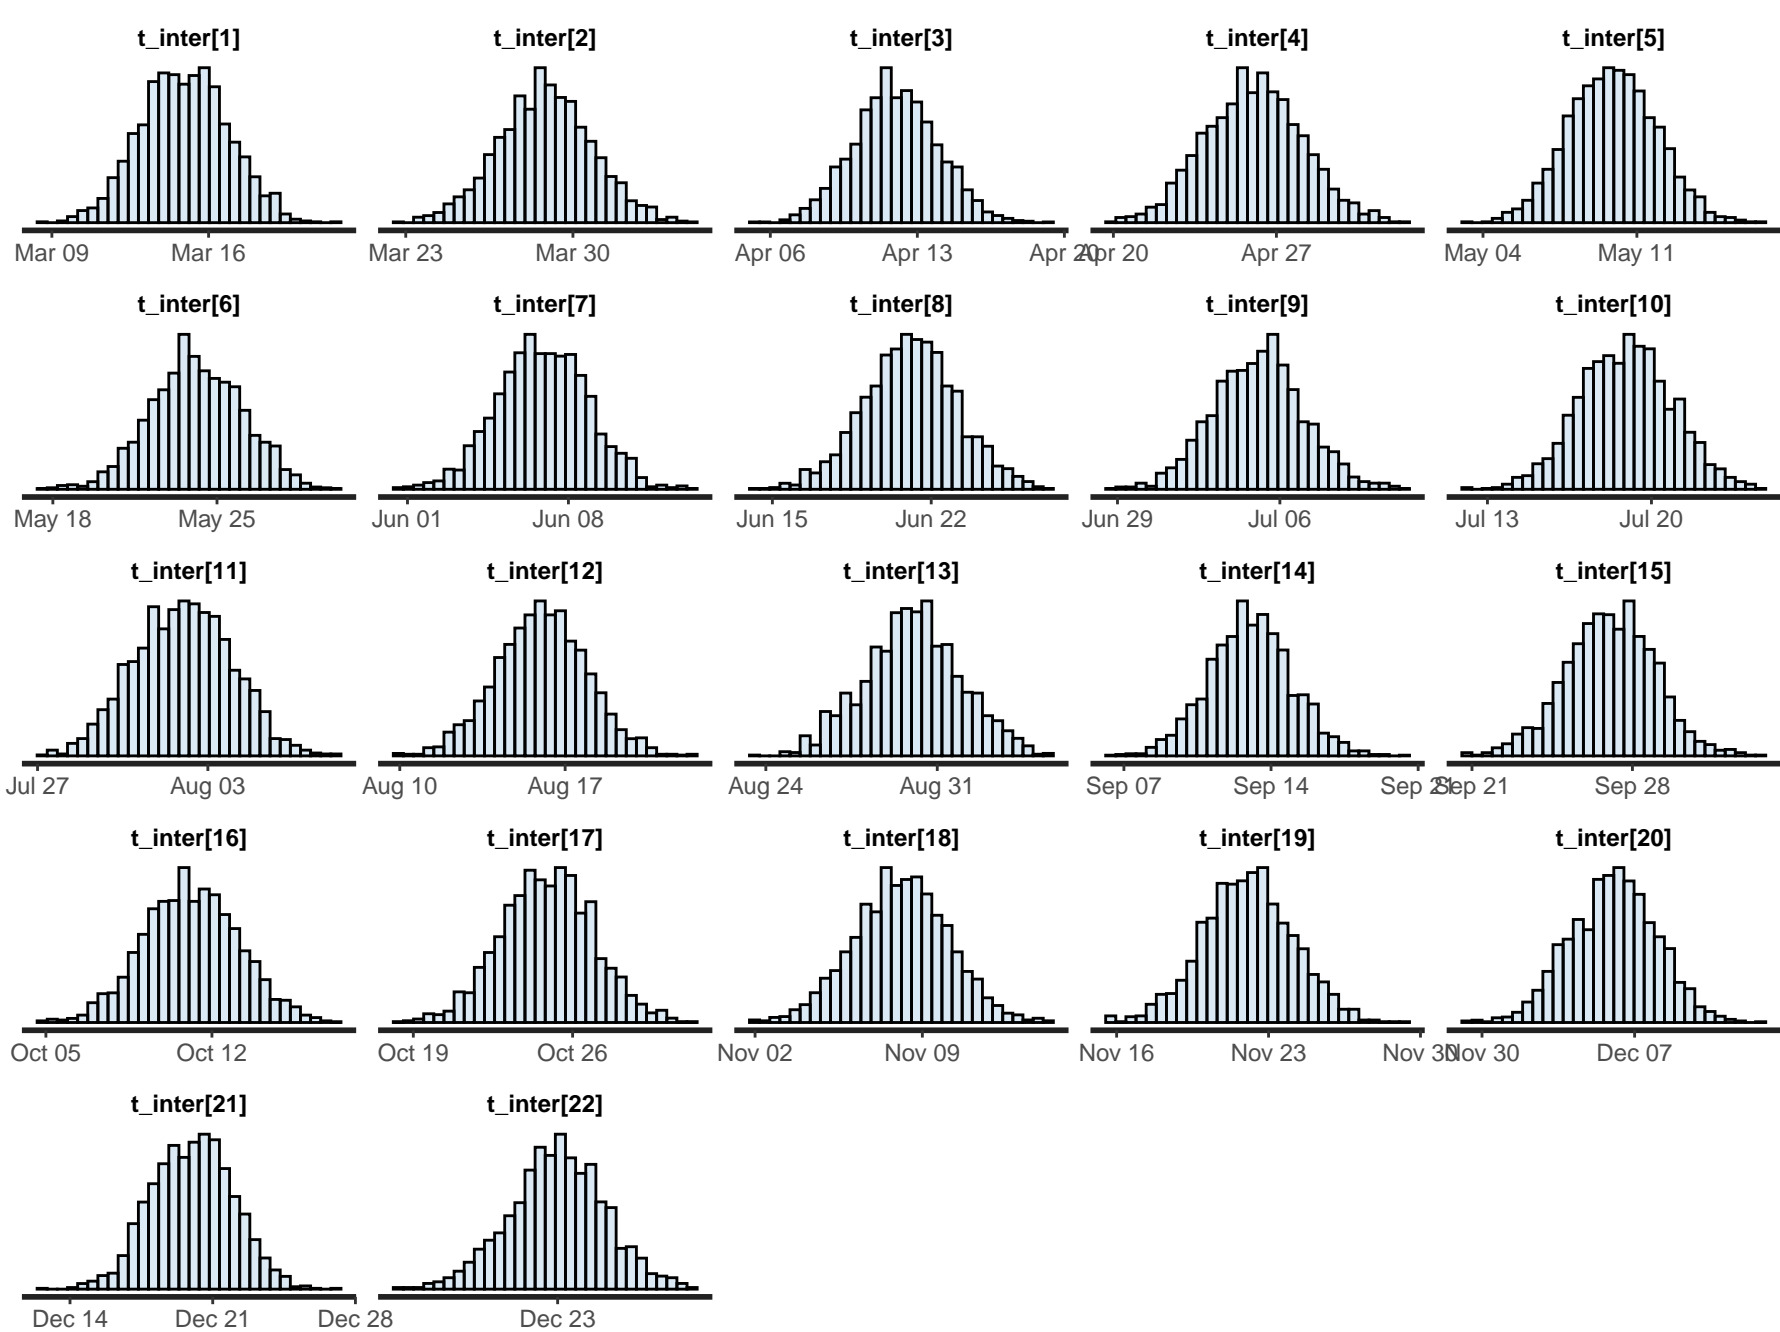 t_inter[1] t_inter[2] t_inter[3] t_inter[4] t_inter[5]
Mar 09 Mar 16 Mar 23 Mar 30 Apr 06 Apr 13 Apr 20 Apr 20 Apr 27 May 04 May 11
t_inter[6] t_inter[7] t_inter[8] t_inter[9] t_inter[10]
May 18 May 25 Jun 01 Jun 08 Jun 15 Jun 22 Jun 29 Jul 06 Jul 13 Jul 20
t_inter[11] t_inter[12] t_inter[13] t_inter[14] t_inter[15]
Jul 27 Aug 03 Aug 10 Aug 17 Aug 24 Aug 31 Sep 07 Sep 14 Sep 21 Sep 21 Sep 28
t_inter[16] t_inter[17] t_inter[18] t_inter[19] t_inter[20]
Oct 05 Oct 12 Oct 19 Oct 26 Nov 02 Nov 09 Nov 16 Nov 23 Nov 30 Nov 30 Dec 07
t_inter[21] t_inter[22]
Dec 14 Dec 21 Dec 28 Dec 23